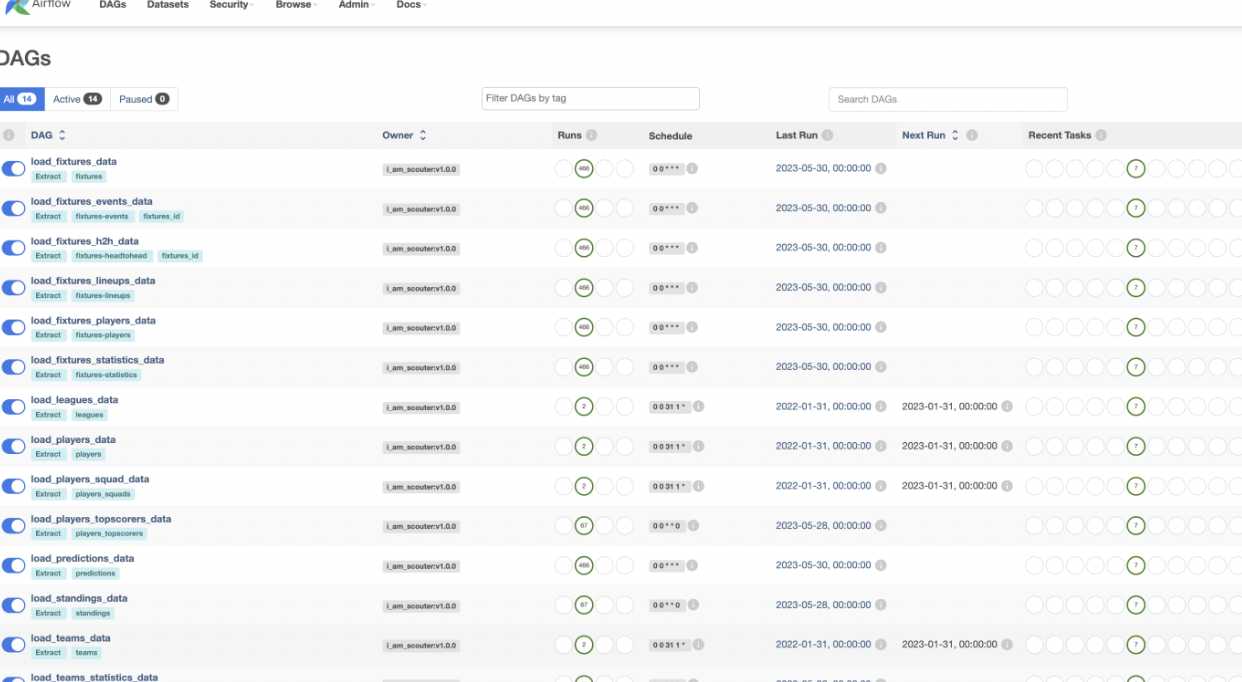 Airflow DAGs Datasets Security Browse Admin Docs
DAGs
All 14 Active 14 Paused 0 Filter DAGs by tag Search DAGs
DAG Owner Runs Schedule Last Run Next Run Recent Tasks
load_fixtures_data
Extract fixtures i_am_scouter:v1.0.0 466 0 0 * * * 2023-05-30, 00:00:00 7
load_fixtures_events_data
Extract fixtures-events fixtures_id i_am_scouter:v1.0.0 466 0 0 * * * 2023-05-30, 00:00:00 7
load_fixtures_h2h_data
Extract fixtures-headtohead fixtures_id i_am_scouter:v1.0.0 466 0 0 * * * 2023-05-30, 00:00:00 7
load_fixtures_lineups_data
Extract fixtures-lineups i_am_scouter:v1.0.0 466 0 0 * * * 2023-05-30, 00:00:00 7
load_fixtures_players_data
Extract fixtures-players i_am_scouter:v1.0.0 466 0 0 * * * 2023-05-30, 00:00:00 7
load_fixtures_statistics_data
Extract fixtures-statistics i_am_scouter:v1.0.0 466 0 0 * * * 2023-05-30, 00:00:00 7
load_leagues_data
Extract leagues i_am_scouter:v1.0.0 2 0 0 31 1 * 2022-01-31, 00:00:00 2023-01-31, 00:00:00 7
load_players_data
Extract players i_am_scouter:v1.0.0 2 0 0 31 1 * 2022-01-31, 00:00:00 2023-01-31, 00:00:00 7
load_players_squad_data
Extract players_squads i_am_scouter:v1.0.0 2 0 0 31 1 * 2022-01-31, 00:00:00 2023-01-31, 00:00:00 7
load_players_topscorers_data
Extract players_topscorers i_am_scouter:v1.0.0 67 0 0 * * 0 2023-05-28, 00:00:00 7
load_predictions_data
Extract predictions i_am_scouter:v1.0.0 466 0 0 * * * 2023-05-30, 00:00:00 7
load_standings_data
Extract standings i_am_scouter:v1.0.0 67 0 0 * * 0 2023-05-28, 00:00:00 7
load_teams_data
Extract teams i_am_scouter:v1.0.0 2 0 0 31 1 * 2022-01-31, 00:00:00 2023-01-31, 00:00:00 7
load_teams_statistics_data